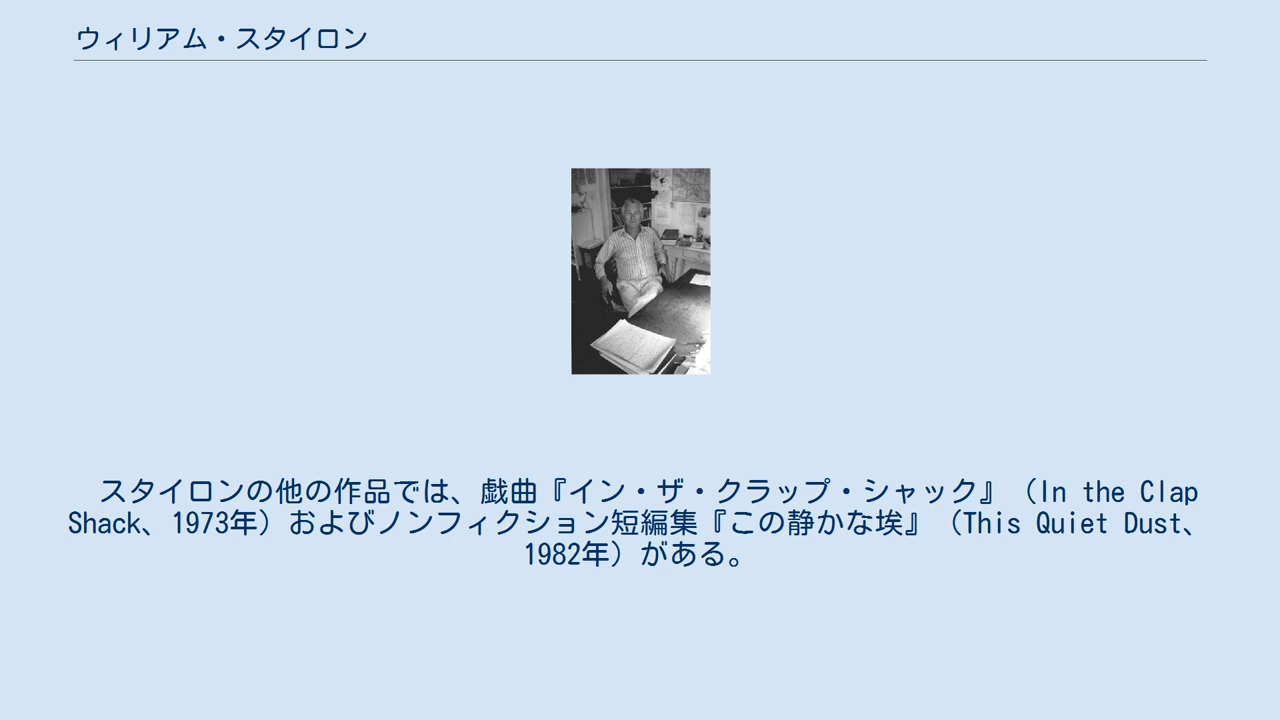 ウィリアム・スタイロン
スタイロンの他の作品では、戯曲『イン・ザ・クラップ・シャック』（In the Clap
Shack、1973年）およびノンフィクション短編集『この静かな埃』（This Quiet Dust、
1982年）がある。